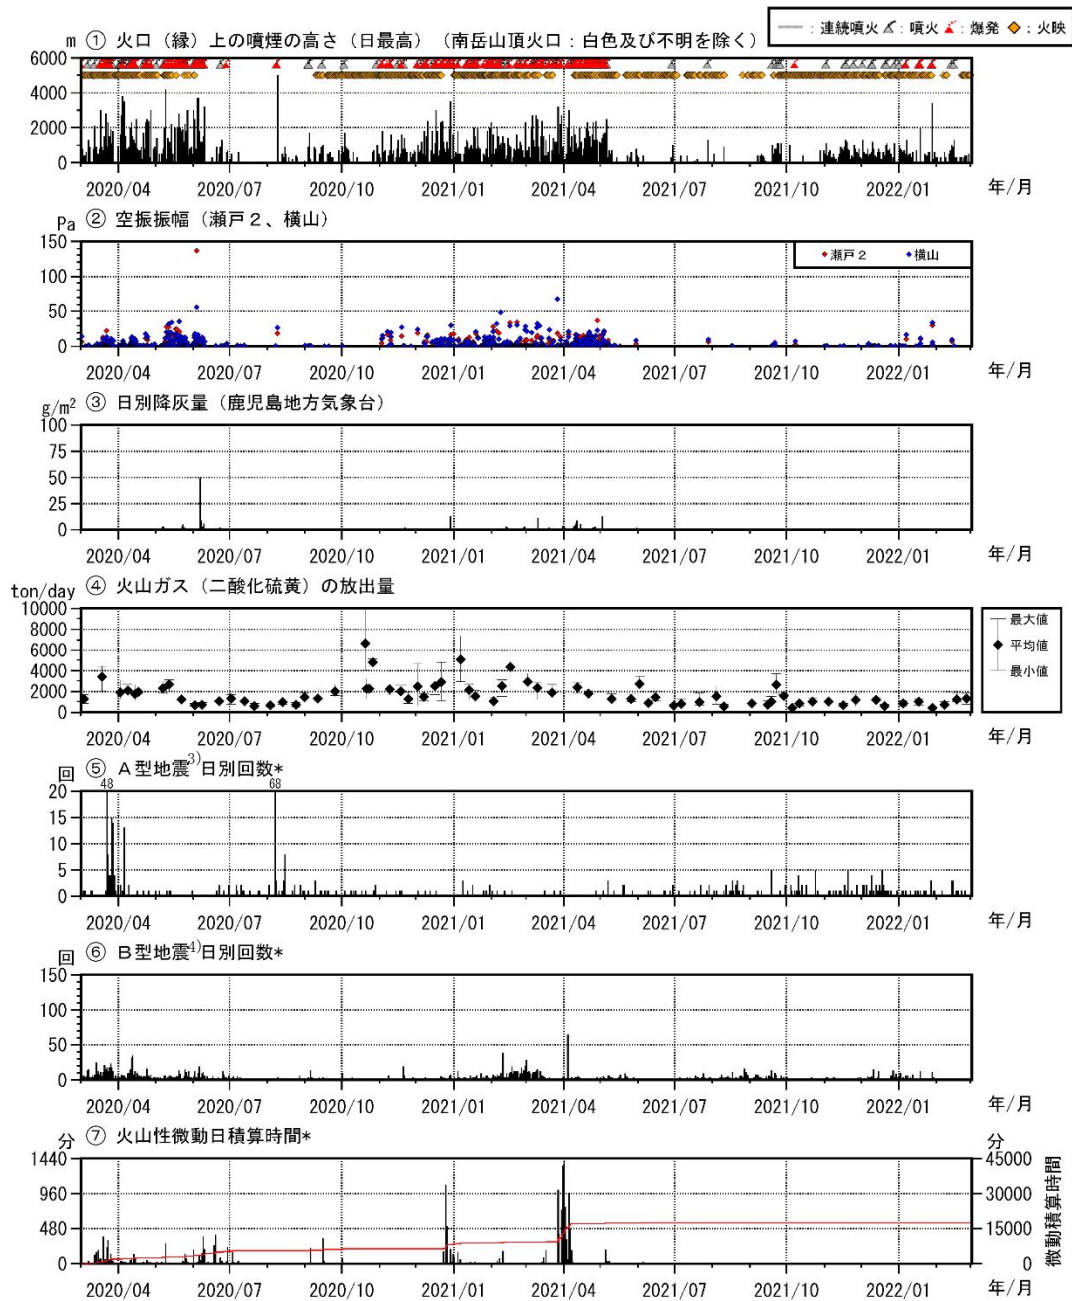 ：連続噴火 ：噴火 ：爆発 ：火映
m ① 火口（縁）上の噴煙の高さ（日最高）（南岳山頂火口：白色及び不明を除く）
6000
4000
2000
0
2020/04 2020/07 2020/10 2021/01 2021/04 2021/07 2021/10 2022/01 年/月
Pa ② 空振振幅（瀬戸２、横山）
150
100
50
0
瀬戸２ 横山
2020/04 2020/07 2020/10 2021/01 2021/04 2021/07 2021/10 2022/01 年/月
g/m² ③ 日別降灰量（鹿児島地方気象台）
100
75
50
25
0
2020/04 2020/07 2020/10 2021/01 2021/04 2021/07 2021/10 2022/01 年/月
ton/day ④ 火山ガス（二酸化硫黄）の放出量
10000
8000
6000
4000
2000
0
最大値
平均値
最小値
2020/04 2020/07 2020/10 2021/01 2021/04 2021/07 2021/10 2022/01 年/月
回 ⑤ Ａ型地震3)日別回数*
48 68
20
15
10
5
0
2020/04 2020/07 2020/10 2021/01 2021/04 2021/07 2021/10 2022/01 年/月
回 ⑥ Ｂ型地震4)日別回数*
150
100
50
0
2020/04 2020/07 2020/10 2021/01 2021/04 2021/07 2021/10 2022/01 年/月
分 ⑦ 火山性微動日積算時間* 分
1440 45000
960 30000
480 15000
0 0
微動積算時間
2020/04 2020/07 2020/10 2021/01 2021/04 2021/07 2021/10 2022/01 年/月